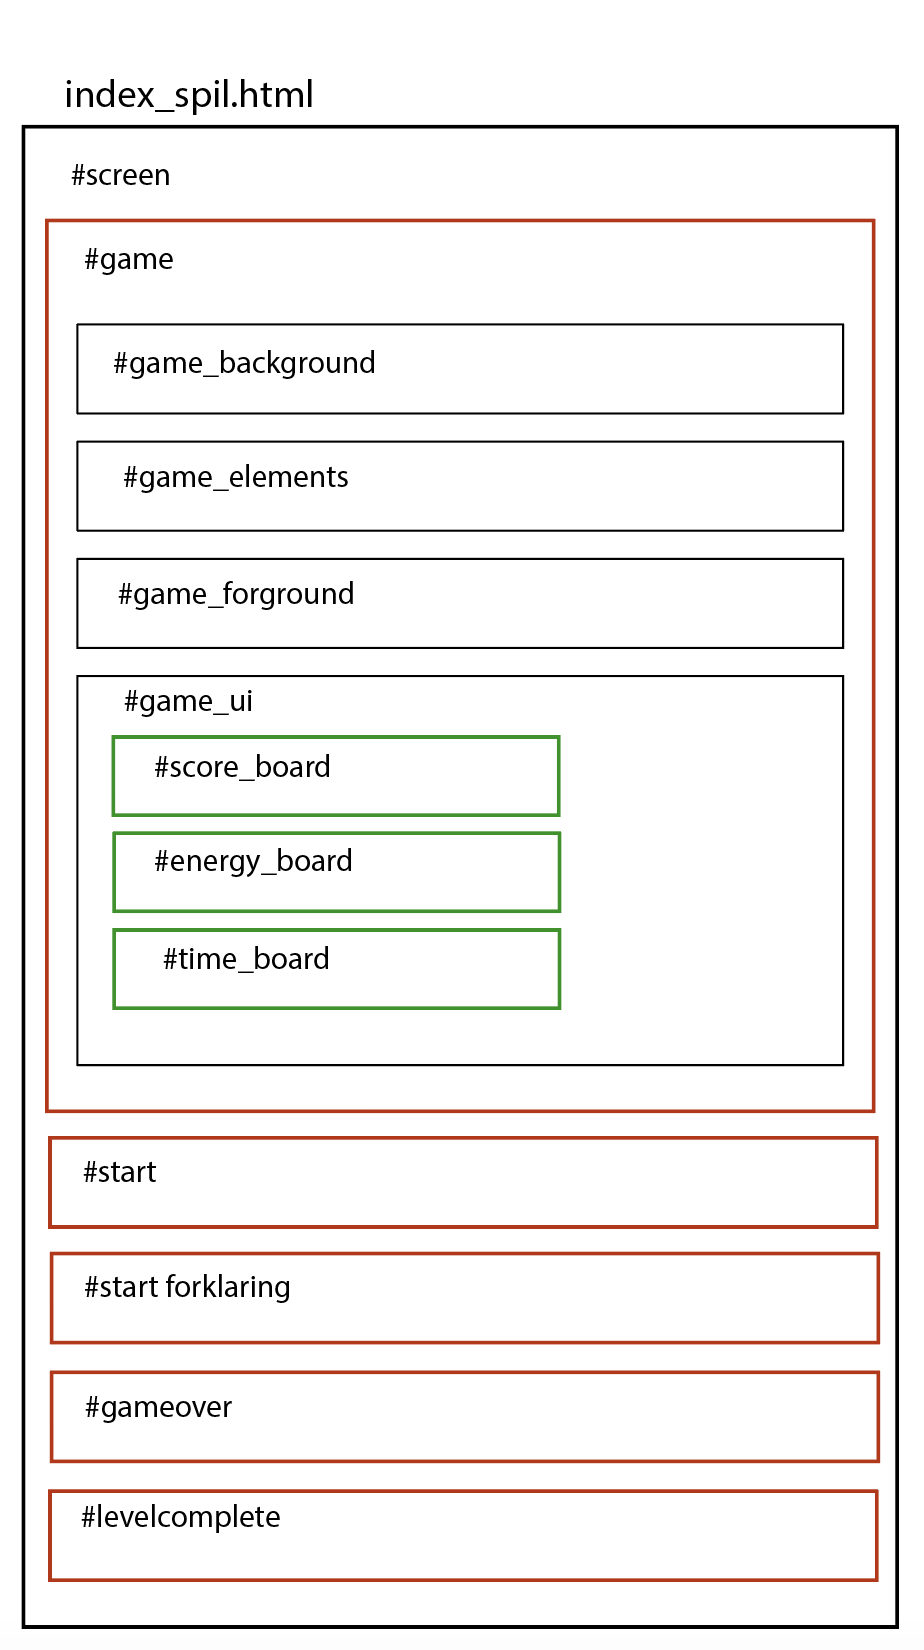 index_spil.html
#screen
#game
#game_background
#game_elements
#game_forground
#game_ui
#score_board
#energy_board
#time_board
#start
#start forklaring
#gameover
#levelcomplete